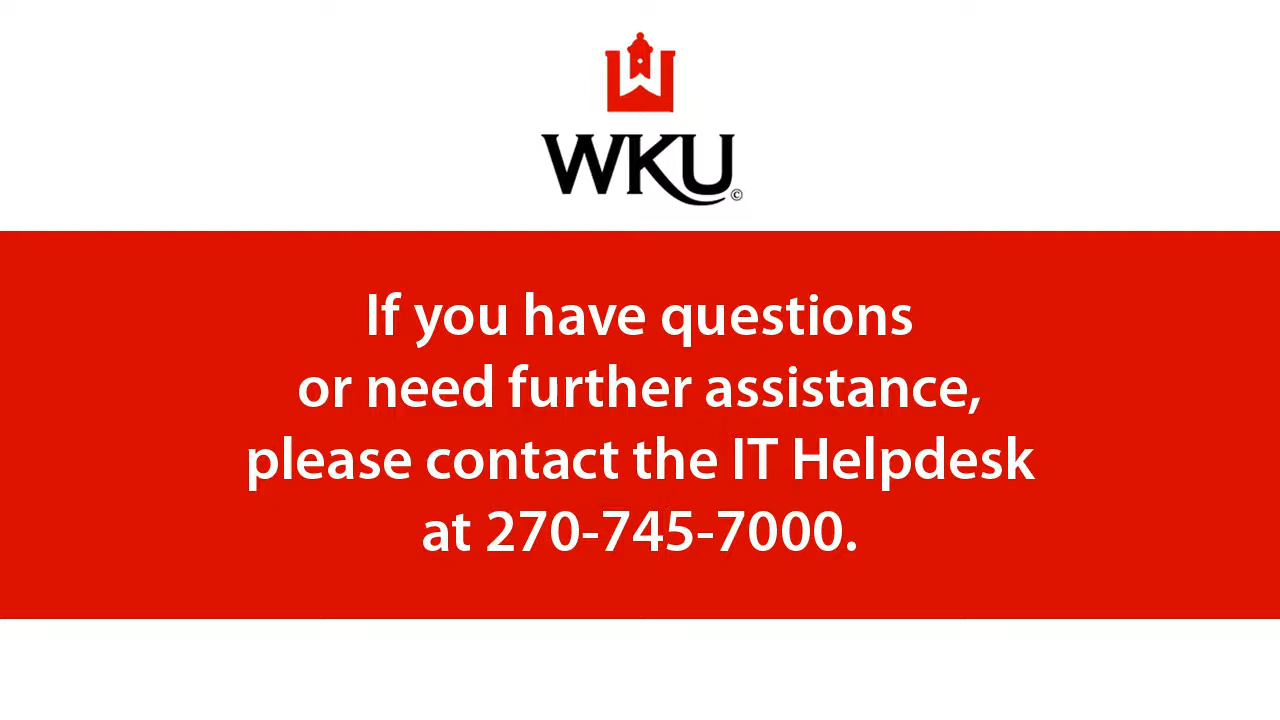 WKU©
If you have questions
or need further assistance,
please contact the IT Helpdesk
at 270-745-7000.